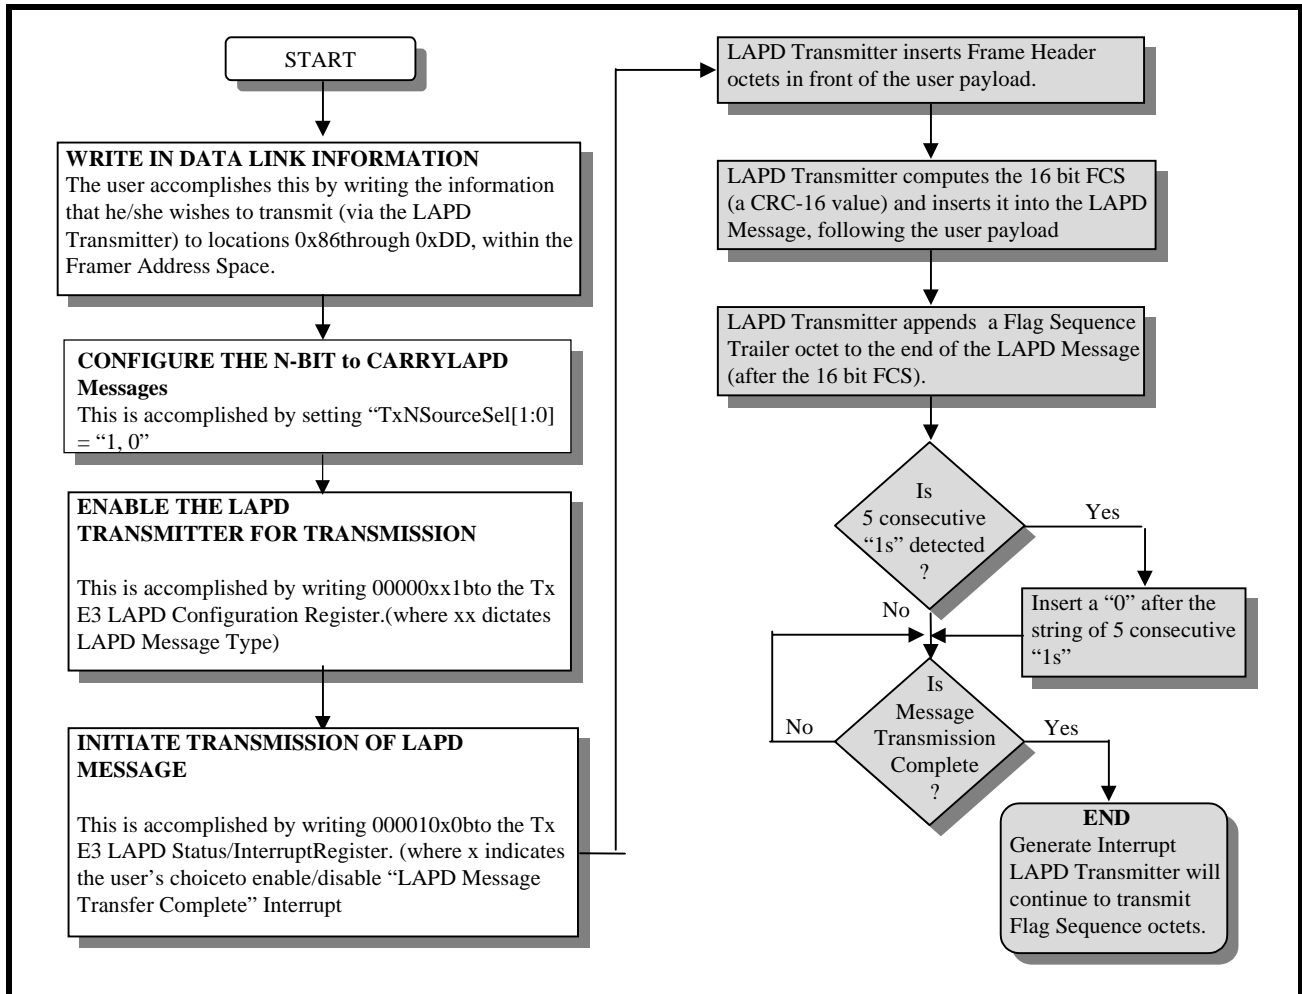 START
WRITE IN DATA LINK INFORMATION
The user accomplishes this by writing the information
that he/she wishes to transmit (via the LAPD
Transmitter) to locations 0x86through 0xDD, within the
Framer Address Space.
CONFIGURE THE N-BIT to CARRYLAPD
Messages
This is accomplished by setting “TxNSourceSel[1:0]
= “1, 0”
ENABLE THE LAPD
TRANSMITTER FOR TRANSMISSION
This is accomplished by writing 00000xx1bto the Tx
E3 LAPD Configuration Register.(where xx dictates
LAPD Message Type)
INITIATE TRANSMISSION OF LAPD
MESSAGE
This is accomplished by writing 000010x0bto the Tx
E3 LAPD Status/InterruptRegister. (where x indicates
the user’s choiceto enable/disable “LAPD Message
Transfer Complete” Interrupt
LAPD Transmitter inserts Frame Header
octets in front of the user payload.
LAPD Transmitter computes the 16 bit FCS
(a CRC-16 value) and inserts it into the LAPD
Message, following the user payload
LAPD Transmitter appends a Flag Sequence
Trailer octet to the end of the LAPD Message
(after the 16 bit FCS).
Is
5 consecutive
“1s” detected
?
Yes
No
Insert a “0” after the
string of 5 consecutive
“1s”
Is
Message
Transmission
Complete
?
No
Yes
END
Generate Interrupt
LAPD Transmitter will
continue to transmit
Flag Sequence octets.